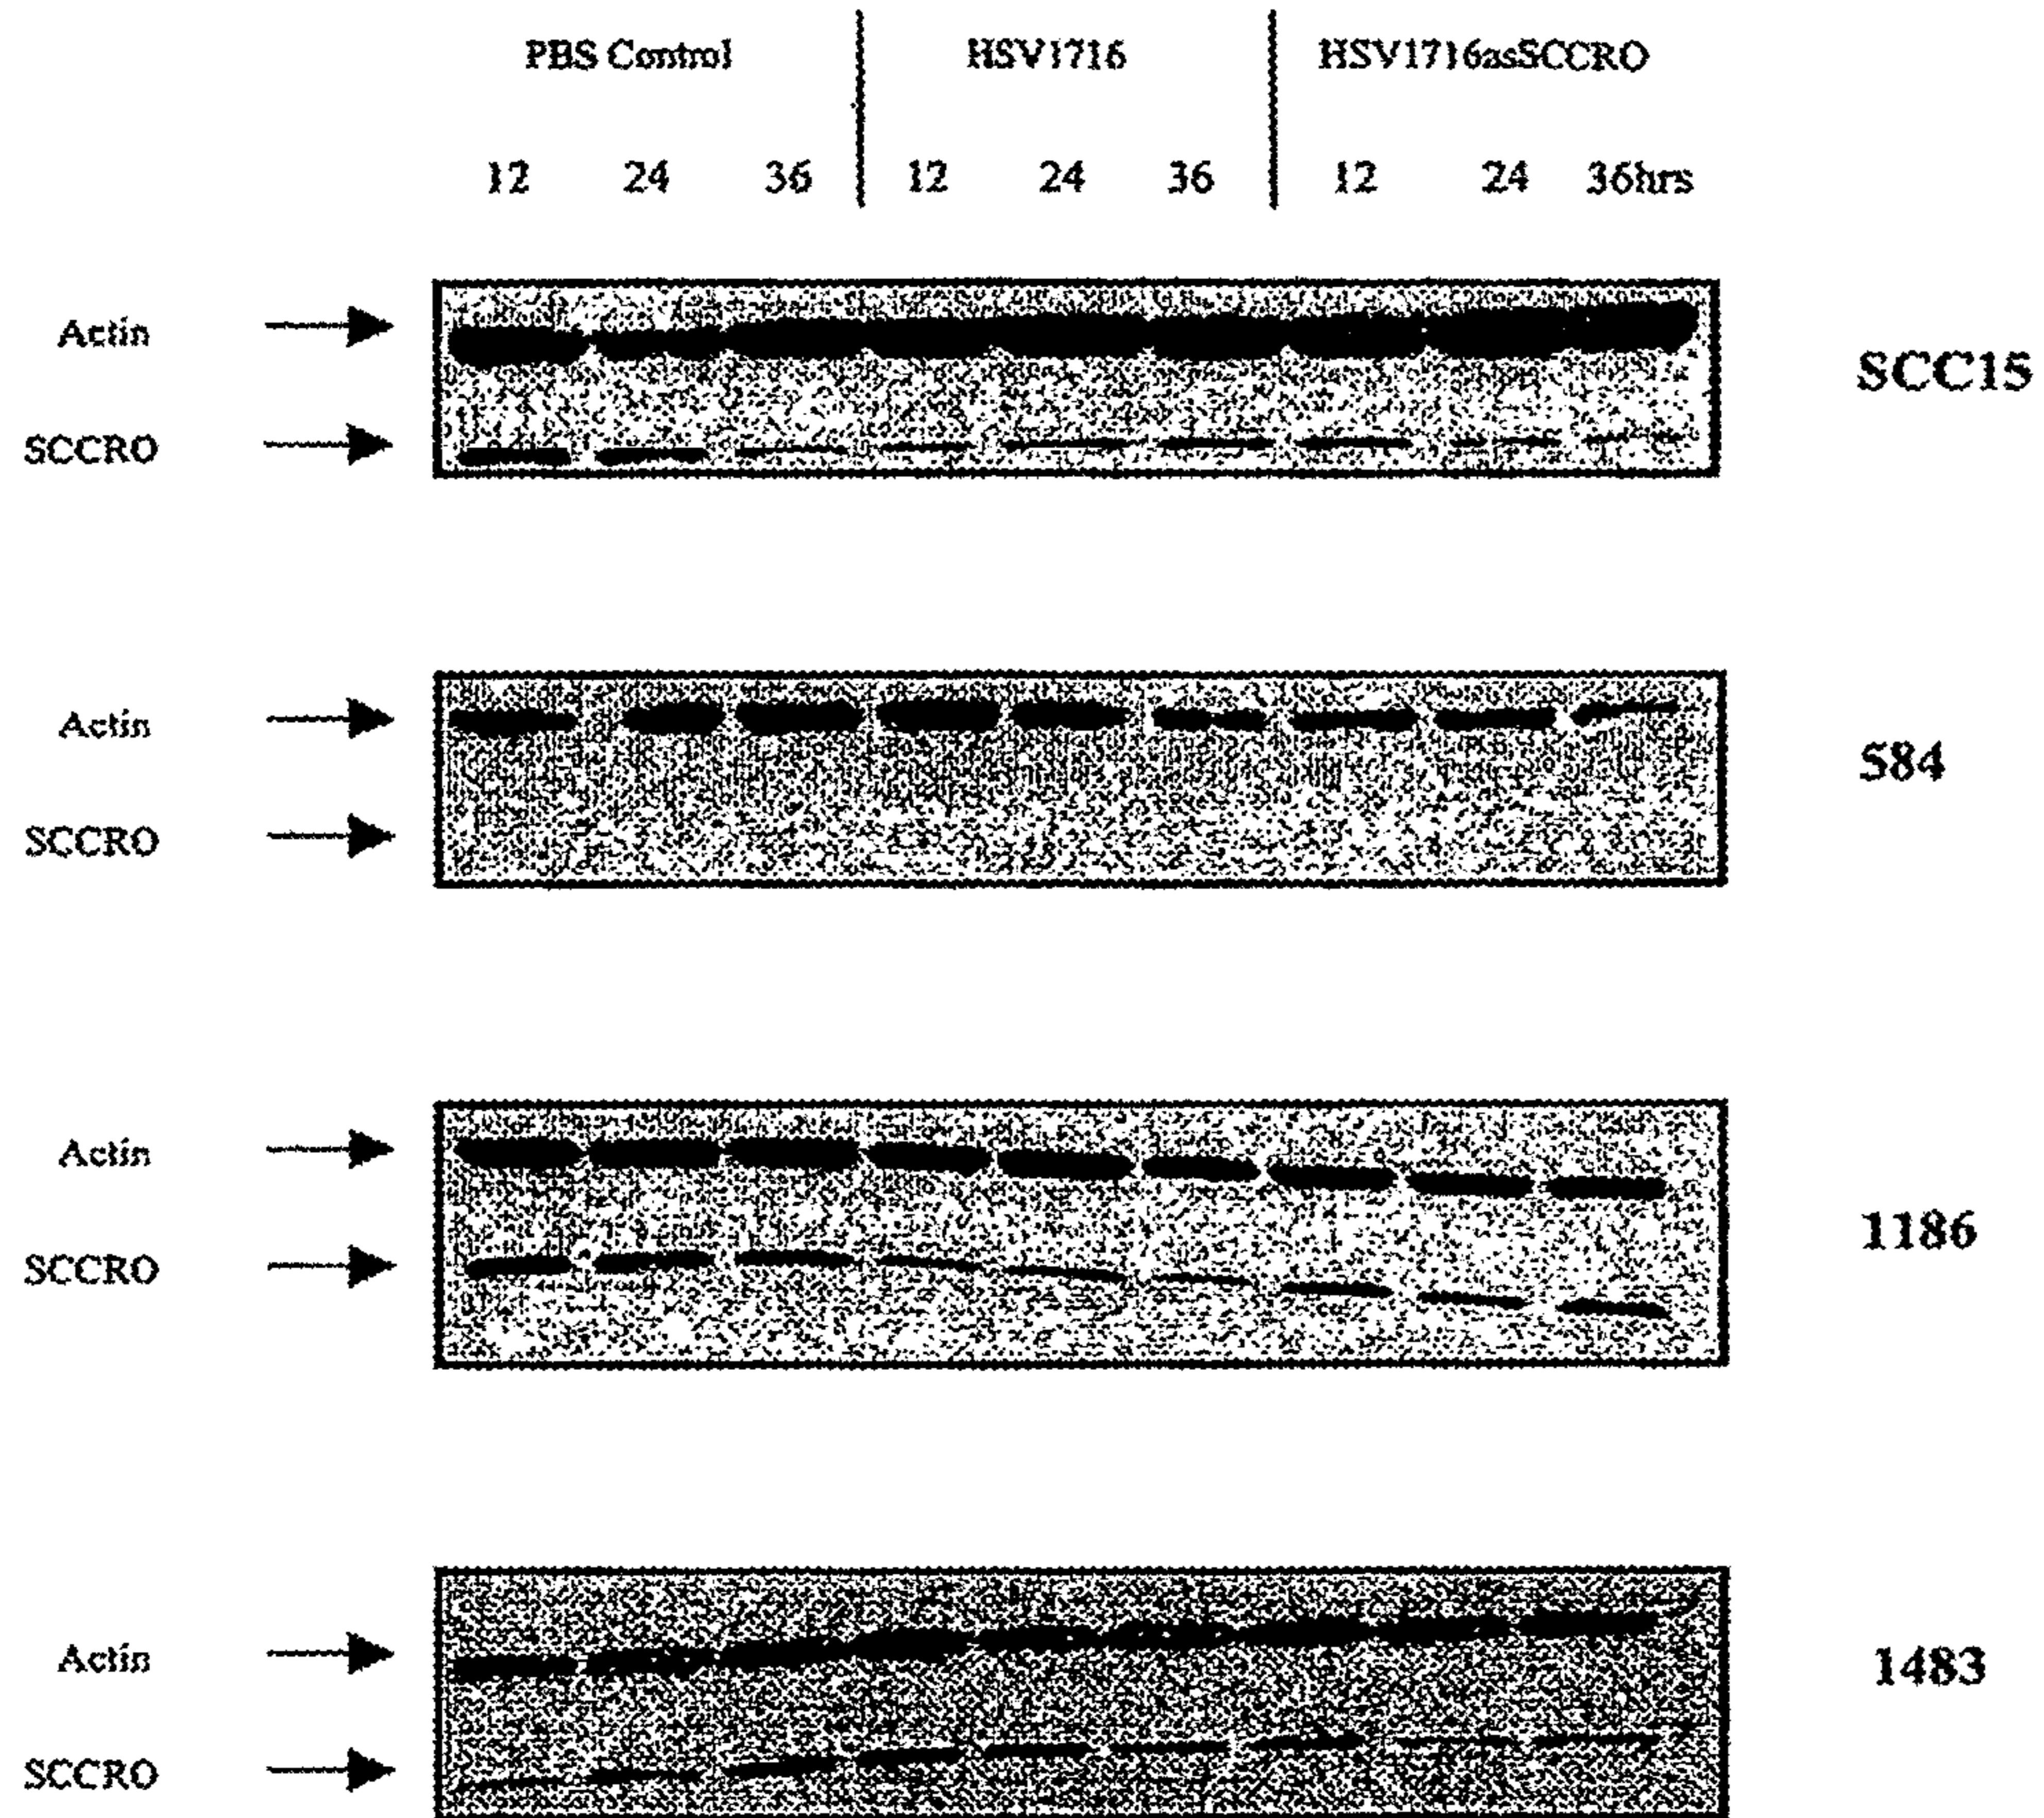 PBS Control HSV1716 HSV1716asSCCRO
12 24 36 12 24 36 12 24 36hrs
Actin
SCC15
SCCRO
Actin
584
SCCRO
Actin
1186
SCCRO
Actin
1483
SCCRO